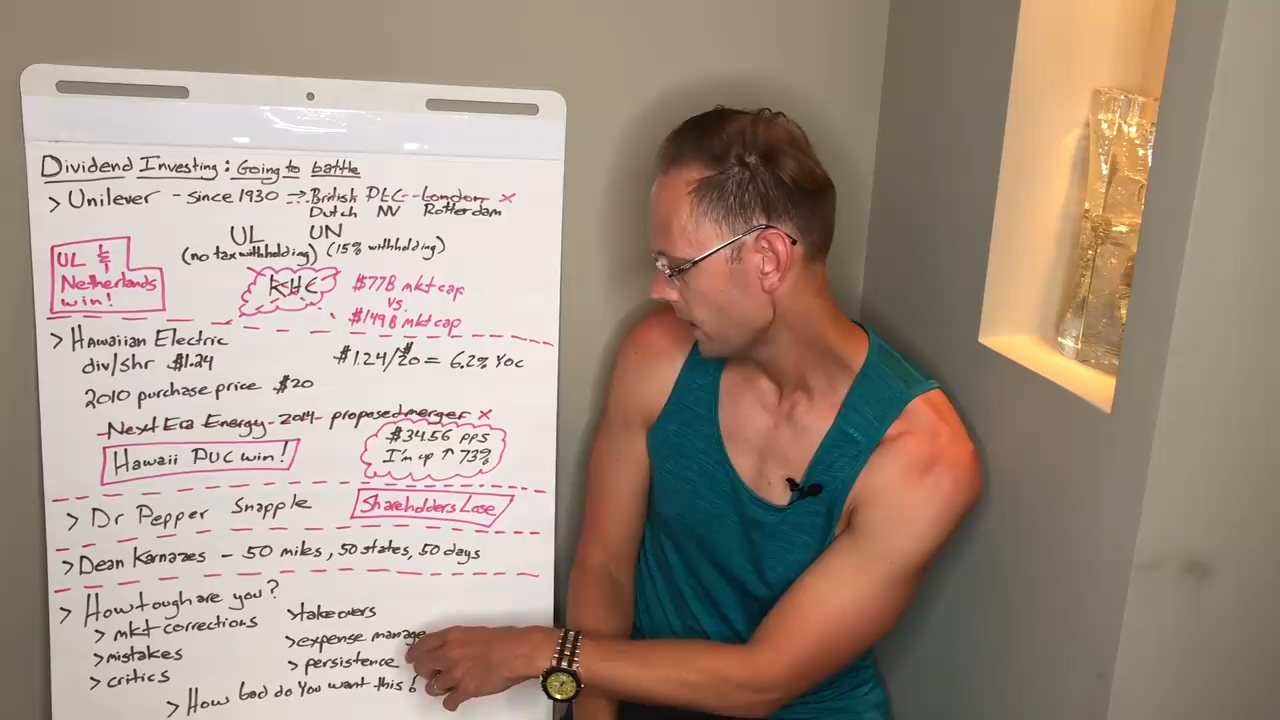 Dividend Investing: Going to battle
> Unilever - since 1930 --> British PLC - London x
Dutch NV Rotterdam
UL UN
(no tax withholding) (15% withholding)
UL &
Netherlands
win!
KHC
$77B mkt cap
vs.
$149B mkt cap
> Hawaiian Electric
div/shr $1.24
$1.24/$20 = 6.2% YOC
2010 purchase price $20
Next Era Energy - 2014 - proposed merger x
Hawaii PUC win!
$34.56 pps
I'm up ↑ 73%
> Dr Pepper Snapple
Shareholders Lose
> Dean Karnazes - 50 miles, 50 states, 50 days
> How tough are you?
> mkt corrections
> mistakes
> critics
> takeovers
> expense manage
> persistence
> How bad do you want this